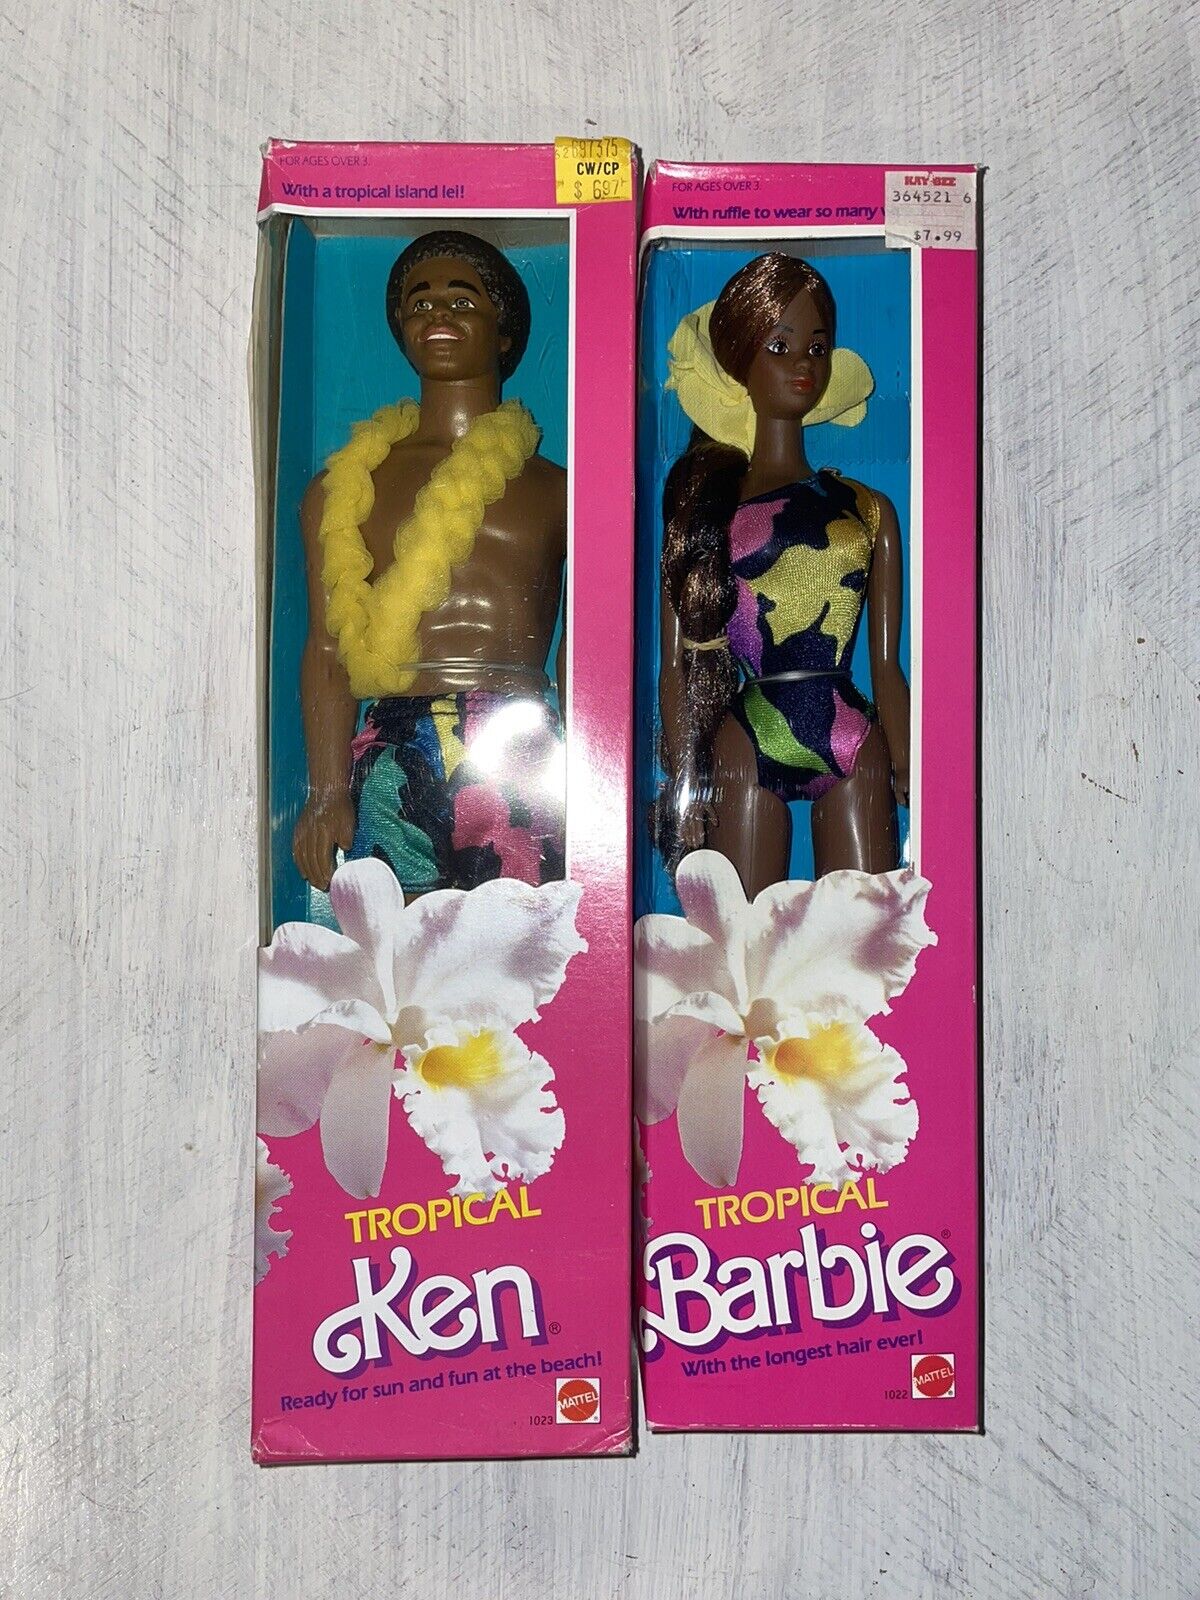 FOR AGES OVER 3.
With a tropical island lei!
2697375
CW/CP
$ 6.97
TROPICAL
Ken®
Ready for sun and fun at the beach!
1023
MATTEL®
FOR AGES OVER 3.
With ruffle to wear so many
KAY-BEE
364521 6
$7.99
TROPICAL
Barbie®
With the longest hair ever!
1022
MATTEL®